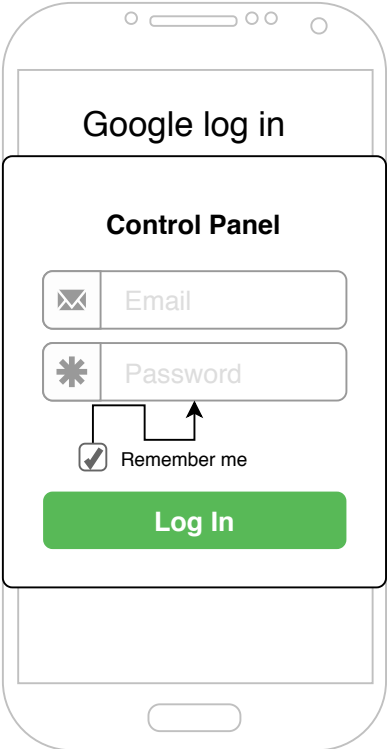 Google log in
Control Panel
Email
Password
Remember me
Log In